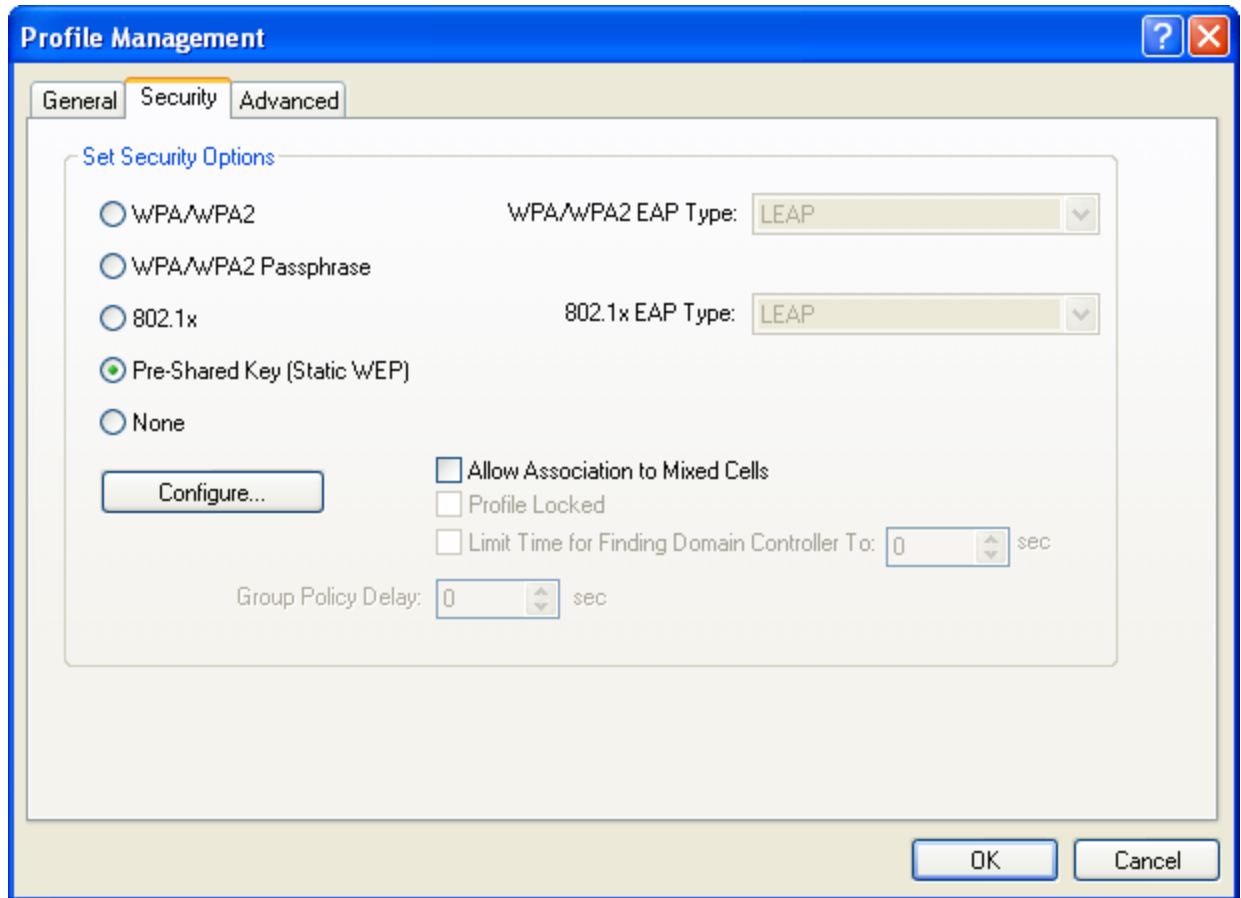 Profile Management
General Security Advanced
Set Security Options
WPA/WPA2 WPA/WPA2 EAP Type: LEAP
WPA/WPA2 Passphrase
802.1x 802.1x EAP Type: LEAP
Pre-Shared Key (Static WEP)
None
Configure... Allow Association to Mixed Cells
Profile Locked
Limit Time for Finding Domain Controller To: 0 sec
Group Policy Delay: 0 sec
OK Cancel